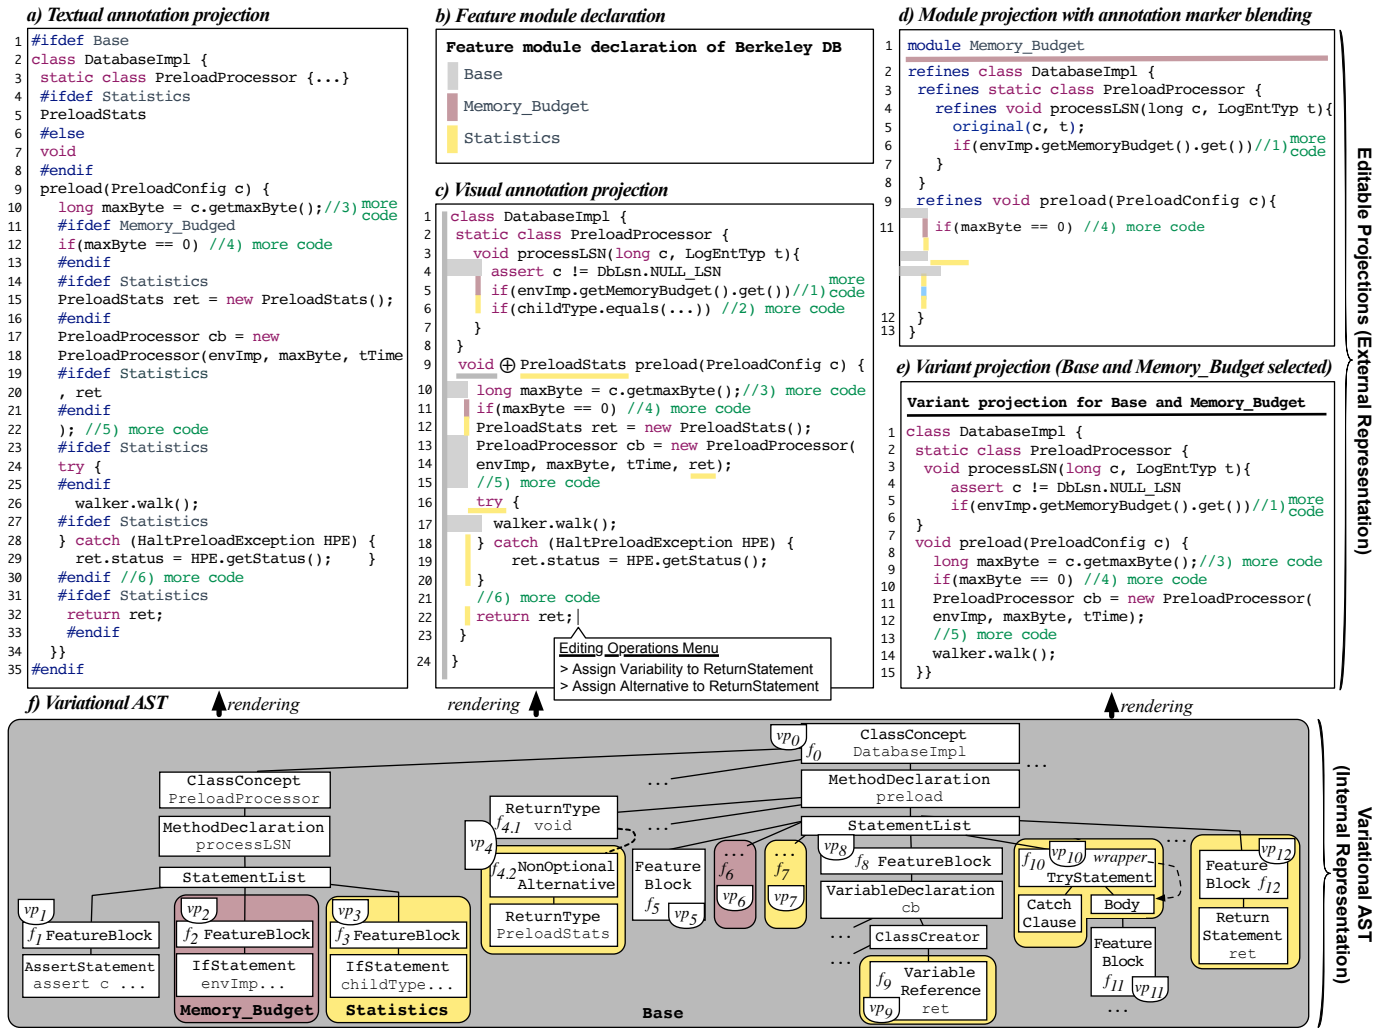 a) Textual annotation projection
1 #ifdef Base
2 class DatabaseImpl {
3 static class PreloadProcessor {...}
4 #ifdef Statistics
5 PreloadStats
6 #else
7 void
8 #endif
9 preload(PreloadConfig c) {
10 long maxByte = c.getmaxByte();//3) more code
11 #ifdef Memory_Budged
12 if(maxByte == 0) //4) more code
13 #endif
14 #ifdef Statistics
15 PreloadStats ret = new PreloadStats();
16 #endif
17 PreloadProcessor cb = new
18 PreloadProcessor(envImp, maxByte, tTime
19 #ifdef Statistics
20 , ret
21 #endif
22 ); //5) more code
23 #ifdef Statistics
24 try {
25 #endif
26 walker.walk();
27 #ifdef Statistics
28 } catch (HaltPreloadException HPE) {
29 ret.status = HPE.getStatus(); }
30 #endif //6) more code
31 #ifdef Statistics
32 return ret;
33 #endif
34 }}
35 #endif
b) Feature module declaration
Feature module declaration of Berkeley DB
Base
Memory_Budget
Statistics
c) Visual annotation projection
1 class DatabaseImpl {
2 static class PreloadProcessor {
3 void processLSN(long c, LogEntTyp t){
4 assert c != DbLsn.NULL_LSN
5 if(envImp.getMemoryBudget().get())//1) more code
6 if(childType.equals(...)) //2) more code
7 }
8 }
9 void ⊕ PreloadStats preload(PreloadConfig c) {
10 long maxByte = c.getmaxByte();//3) more code
11 if(maxByte == 0) //4) more code
12 PreloadStats ret = new PreloadStats();
13 PreloadProcessor cb = new PreloadProcessor(
14 envImp, maxByte, tTime, ret);
15 //5) more code
16 try {
17 walker.walk();
18 } catch (HaltPreloadException HPE) {
19 ret.status = HPE.getStatus();
20 }
21 //6) more code
22 return ret;
23 }
24 }
Editing Operations Menu
> Assign Variability to ReturnStatement
> Assign Alternative to ReturnStatement
d) Module projection with annotation marker blending
1 module Memory_Budget
2 refines class DatabaseImpl {
3 refines static class PreloadProcessor {
4 refines void processLSN(long c, LogEntTyp t){
5 original(c, t);
6 if(envImp.getMemoryBudget().get())//1) more code
7 }
8 }
9 refines void preload(PreloadConfig c){
11 if(maxByte == 0) //4) more code
12 }
13 }
e) Variant projection (Base and Memory_Budget selected)
Variant projection for Base and Memory_Budget
1 class DatabaseImpl {
2 static class PreloadProcessor {
3 void processLSN(long c, LogEntTyp t){
4 assert c != DbLsn.NULL_LSN
5 if(envImp.getMemoryBudget().get())//1) more code
6 }
7 void preload(PreloadConfig c) {
8 long maxByte = c.getmaxByte();//3) more code
9 if(maxByte == 0) //4) more code
10
11 PreloadProcessor cb = new PreloadProcessor(
12 envImp, maxByte, tTime);
13 //5) more code
14 walker.walk();
15 }}
Editable Projections (External Representation)
rendering
rendering
rendering
f) Variational AST
vp0 f0 ClassConcept
DatabaseImpl
...
...
ClassConcept
PreloadProcessor
MethodDeclaration
preload
MethodDeclaration
processLSN
StatementList
ReturnType
f4.1 void
...
StatementList
vp4
f4.2 NonOptional
Alternative
ReturnType
PreloadStats
Feature
Block
f5 vp5
...
f6
vp6
...
f7
vp7
vp8
f8 FeatureBlock
VariableDeclaration
cb
...
ClassCreator
...
f9 Variable
Reference
vp9 ret
f10 vp10 wrapper
TryStatement
Catch
Clause
Body
...
Feature
Block
f11 vp11
...
Feature vp12
Block f12
Return
Statement
ret
vp1
f1 FeatureBlock
AssertStatement
assert c ...
vp2
f2 FeatureBlock
IfStatement
envImp...
Memory_Budget
vp3
f3 FeatureBlock
IfStatement
childType...
Statistics
Base
Variational AST
(Internal Representation)